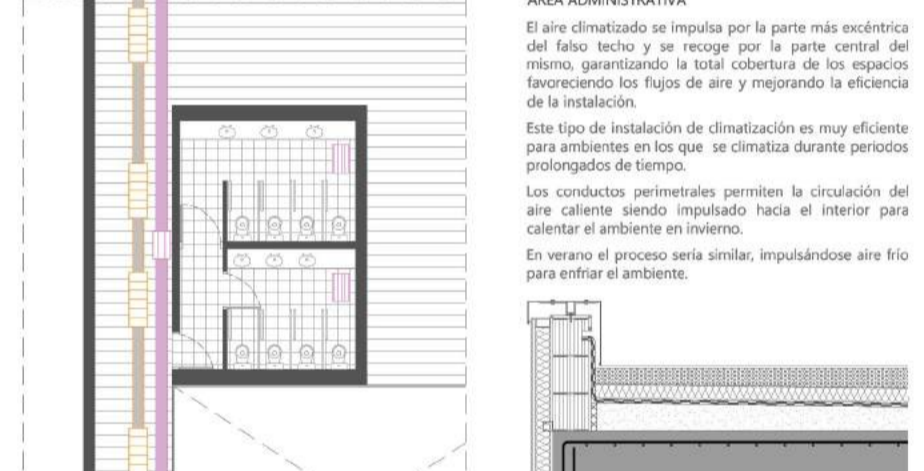 ÁREA ADMINISTRATIVA
El aire climatizado se impulsa por la parte más excéntrica
del falso techo y se recoge por la parte central del
mismo, garantizando la total cobertura de los espacios
favoreciendo los flujos de aire y mejorando la eficiencia
de la instalación.
Este tipo de instalación de climatización es muy eficiente
para ambientes en los que se climatiza durante periodos
prolongados de tiempo.
Los conductos perimetrales permiten la circulación del
aire caliente siendo impulsado hacia el interior para
calentar el ambiente en invierno.
En verano el proceso sería similar, impulsándose aire frío
para enfriar el ambiente.